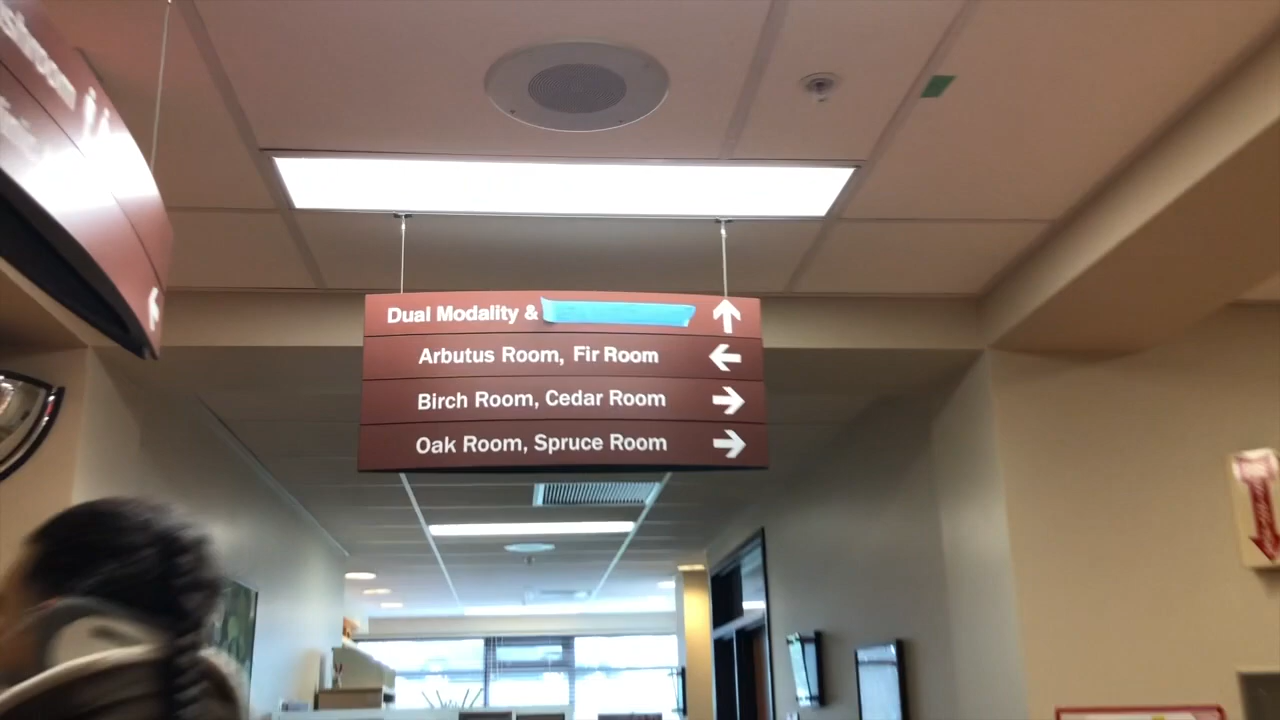 Dual Modality &
Arbutus Room, Fir Room
Birch Room, Cedar Room
Oak Room, Spruce Room